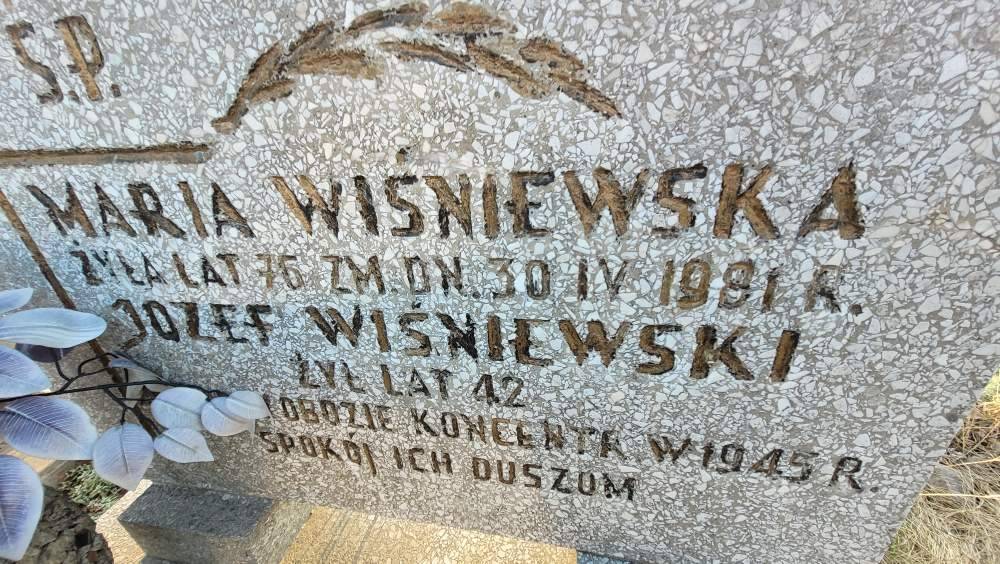 Ś.P.
MARIA WIŚNIEWSKA
ŻYŁA LAT 76 ZM. DN. 30 IV 1981 R.
JÓZEF WIŚNIEWSKI
ŻYŁ LAT 42
OBOZIE KONCENTR W 1945 R.
SPOKÓJ ICH DUSZOM